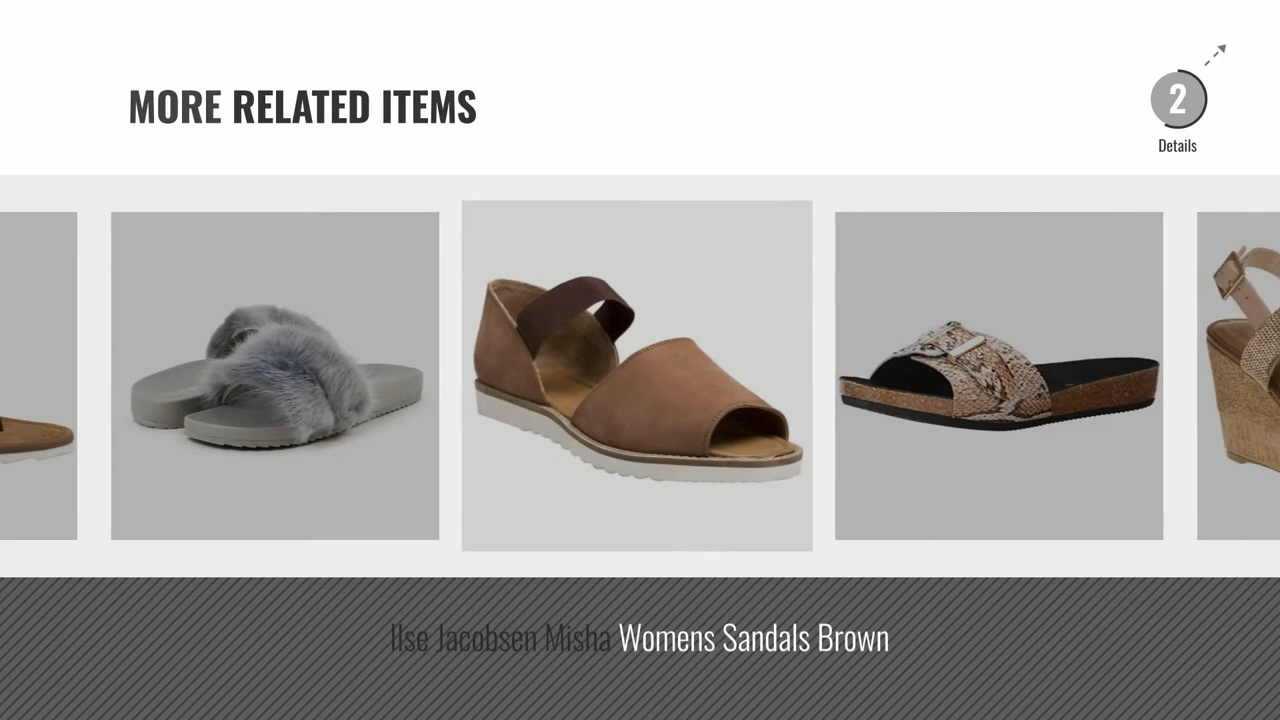 MORE RELATED ITEMS
2
Details
Ilse Jacobsen Misha Womens Sandals Brown